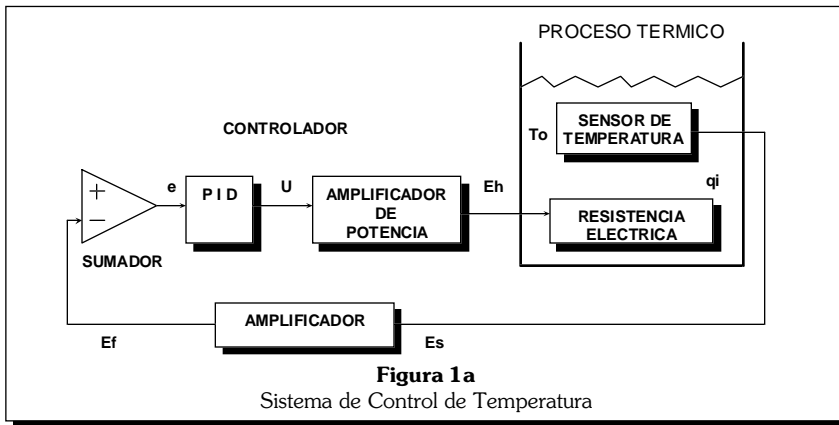 PROCESO TERMICO
CONTROLADOR
To
SENSOR DE
TEMPERATURA
+
−
e
P I D
U
AMPLIFICADOR
DE
POTENCIA
Eh
qi
RESISTENCIA
ELECTRICA
SUMADOR
Ef
AMPLIFICADOR
Es
Figura 1a
Sistema de Control de Temperatura